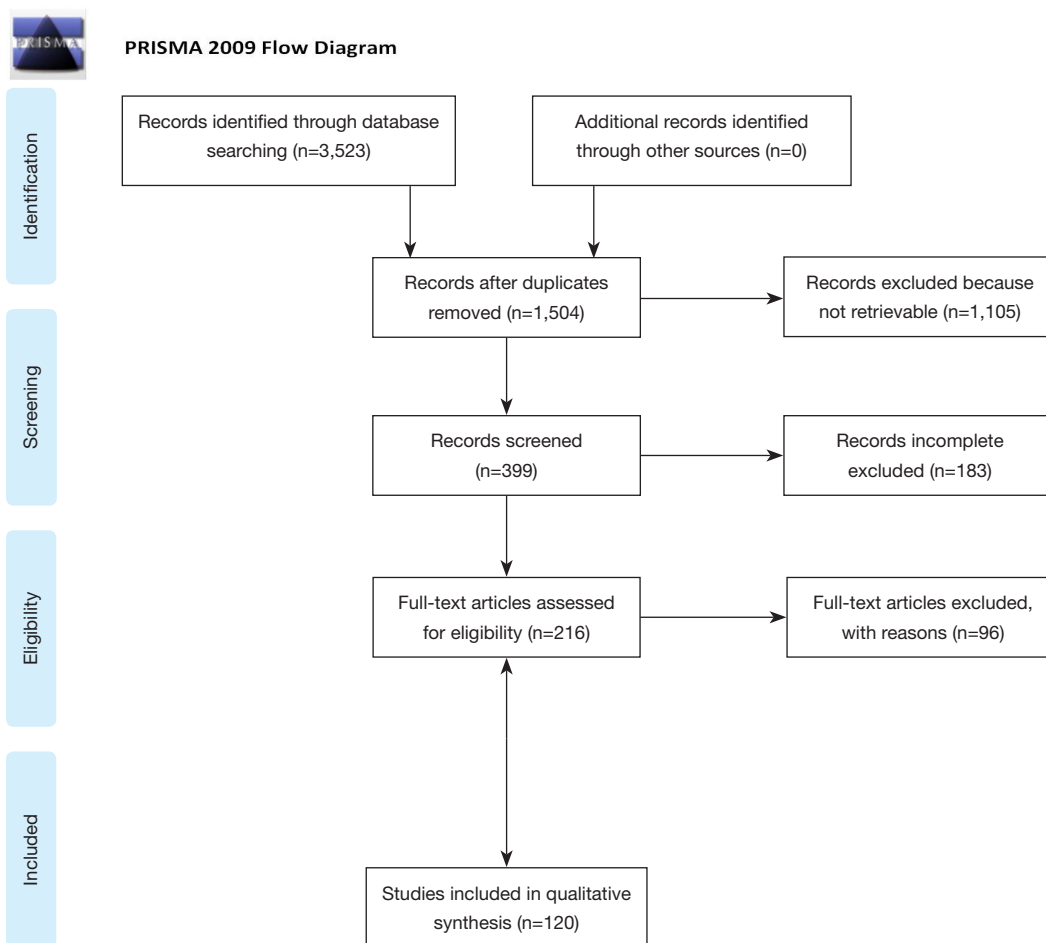 PRISMA
PRISMA 2009 Flow Diagram
Identification
Records identified through database
searching (n=3,523)
Additional records identified
through other sources (n=0)
Records after duplicates
removed (n=1,504)
Records excluded because
not retrievable (n=1,105)
Screening
Records screened
(n=399)
Records incomplete
excluded (n=183)
Eligibility
Full-text articles assessed
for eligibility (n=216)
Full-text articles excluded,
with reasons (n=96)
Included
Studies included in qualitative
synthesis (n=120)